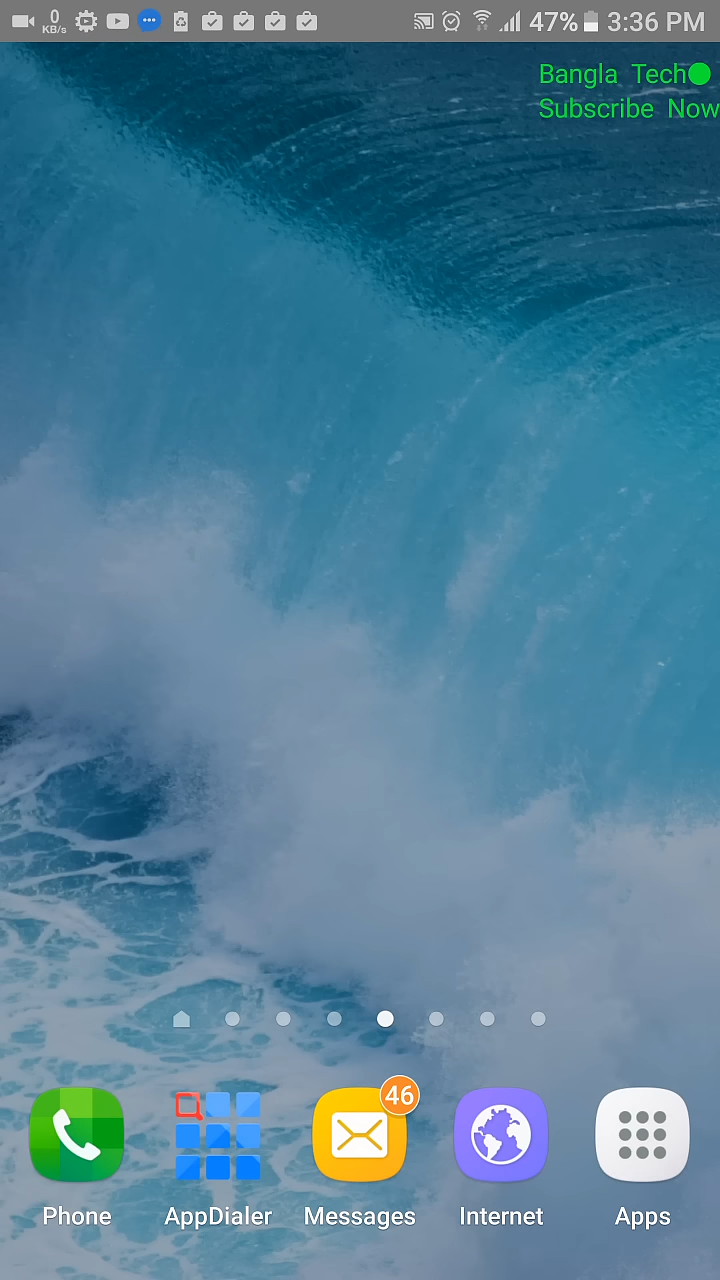 0 KB/s 47% 3:36 PM
Bangla Tech
Subscribe Now
46
Phone AppDialer Messages Internet Apps